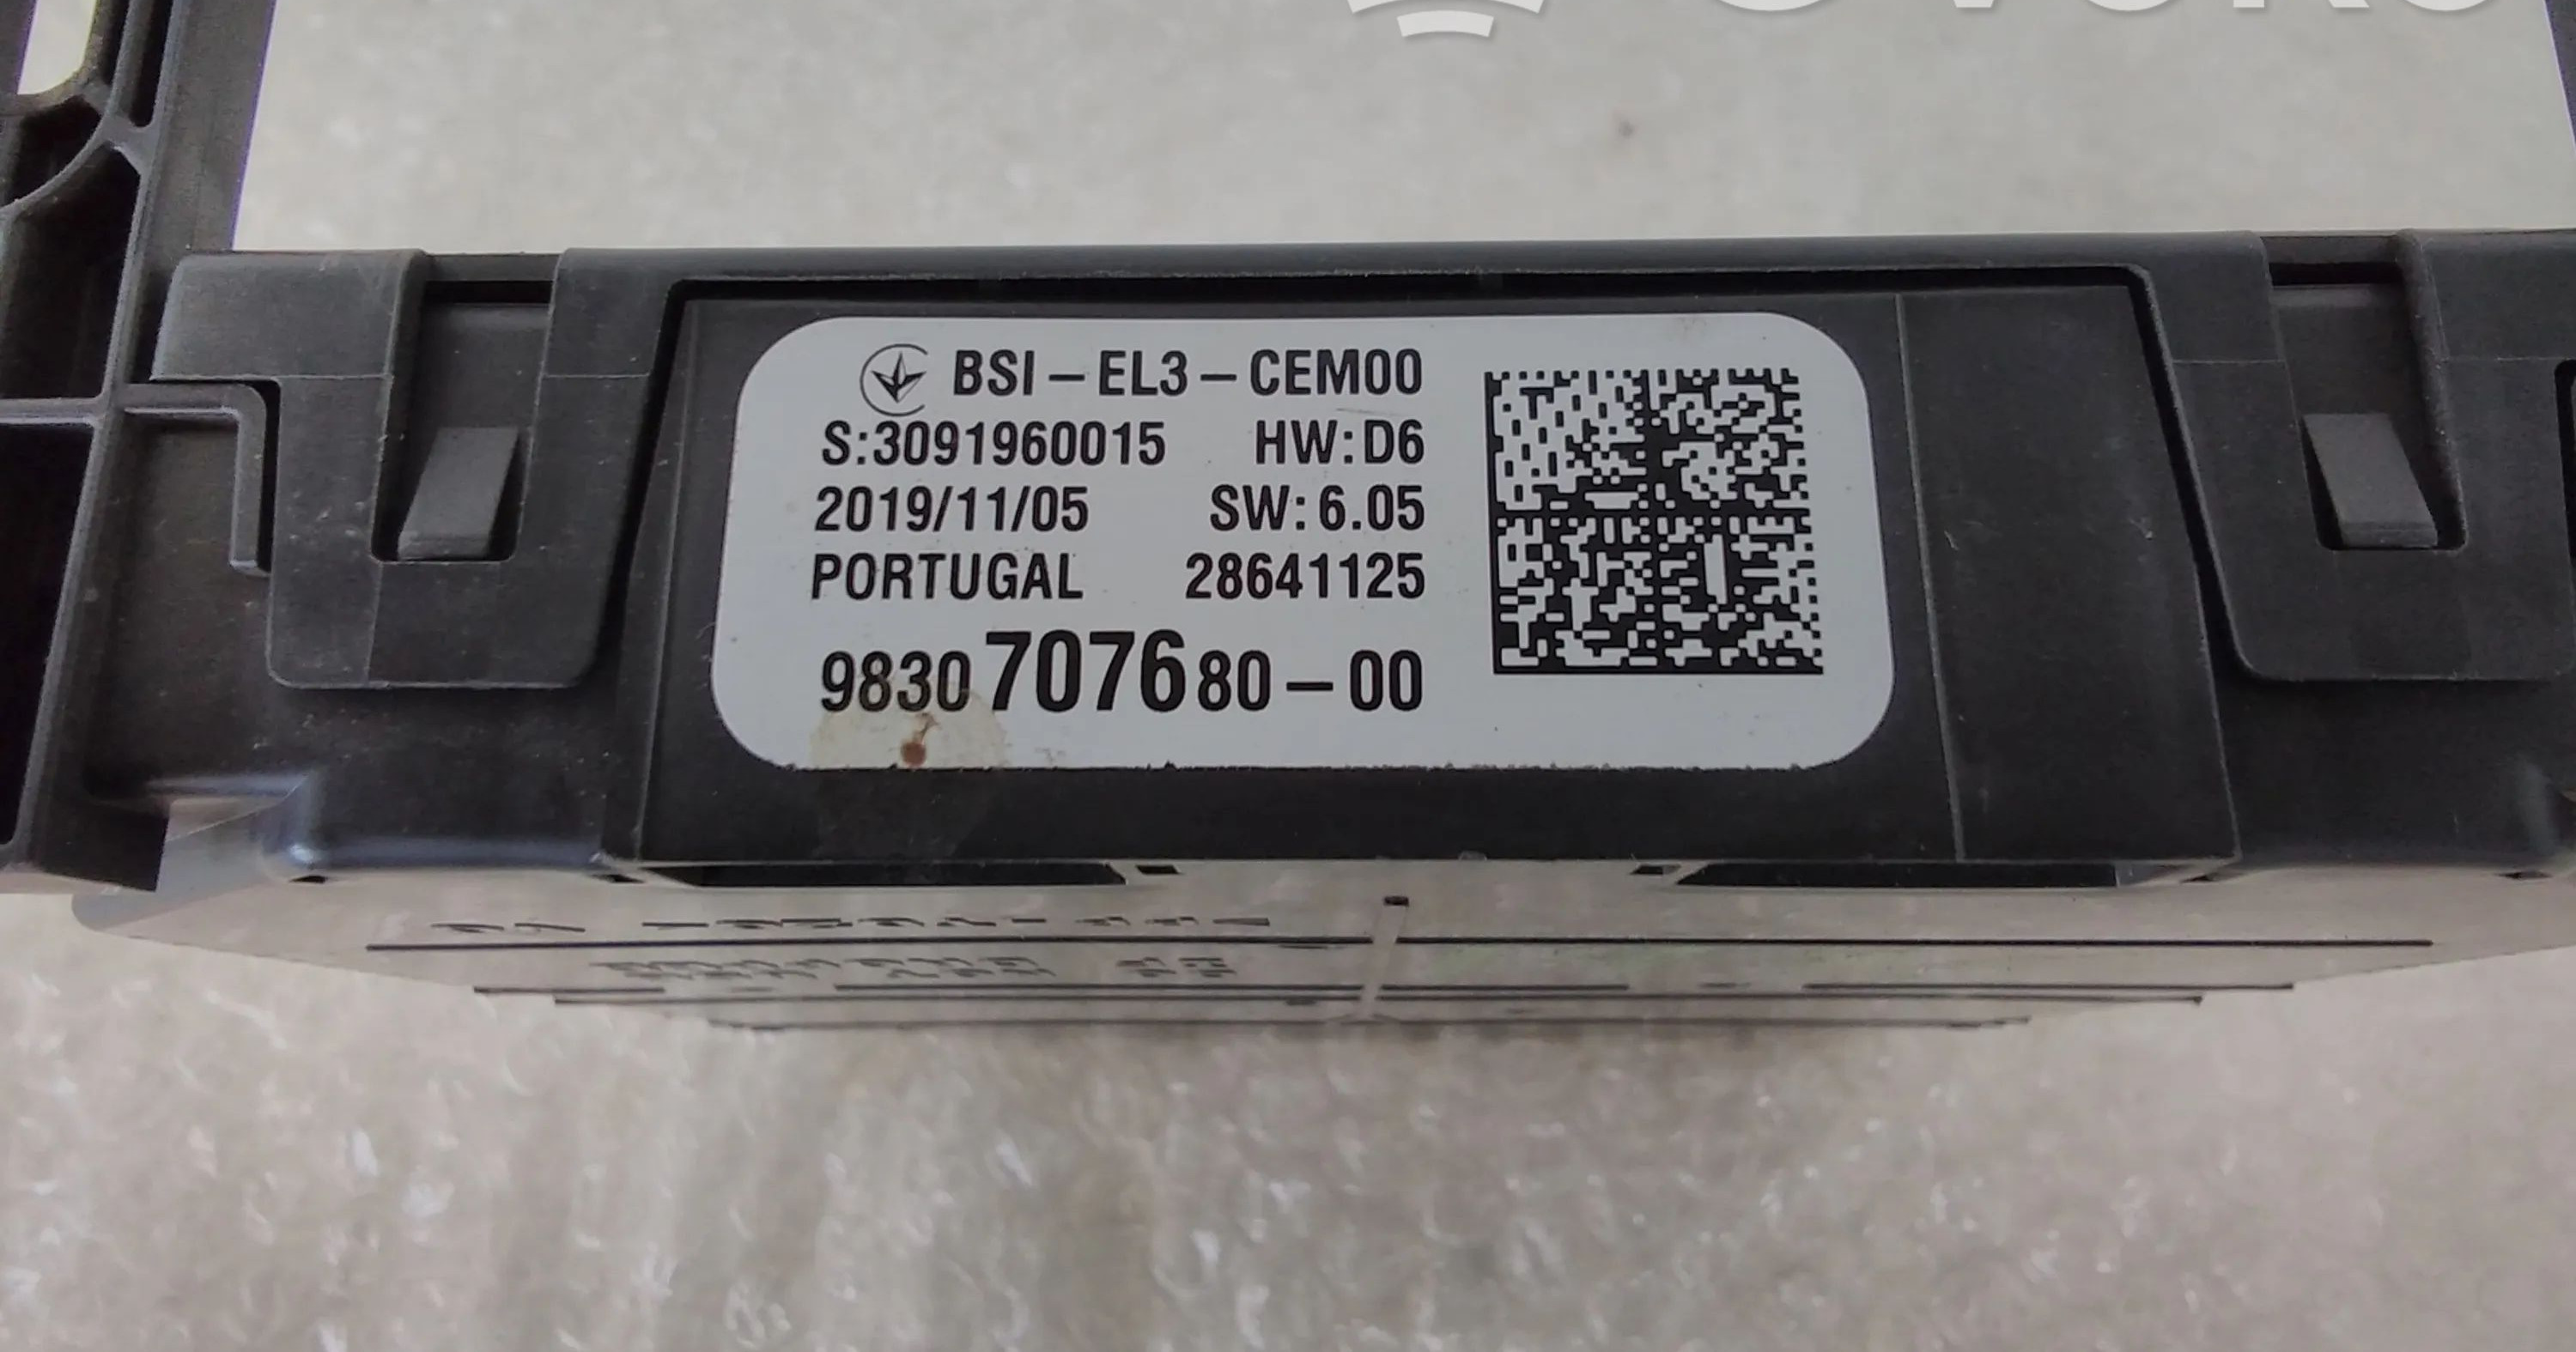 BSI-EL3-CEM00
S:3091960015 HW:D6
2019/11/05 SW:6.05
PORTUGAL 28641125
9830707680-00